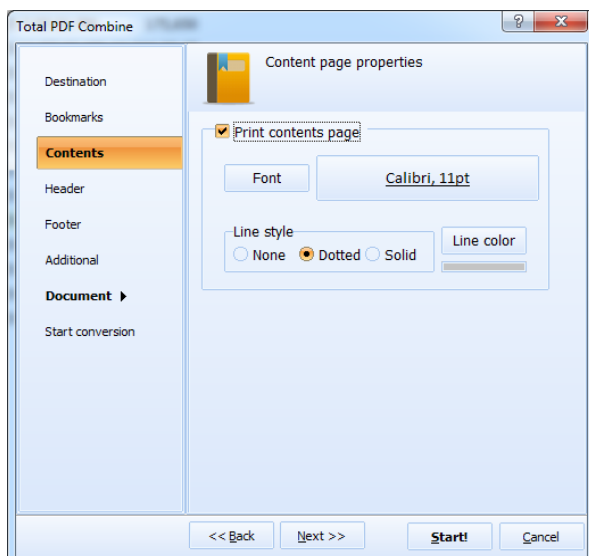 Total PDF Combine
?
X
Destination
Bookmarks
Contents
Header
Footer
Additional
Document
Start conversion
Content page properties
Print contents page
Font
Calibri, 11pt
Line style
None Dotted Solid
Line color
<< Back Next >> Start! Cancel